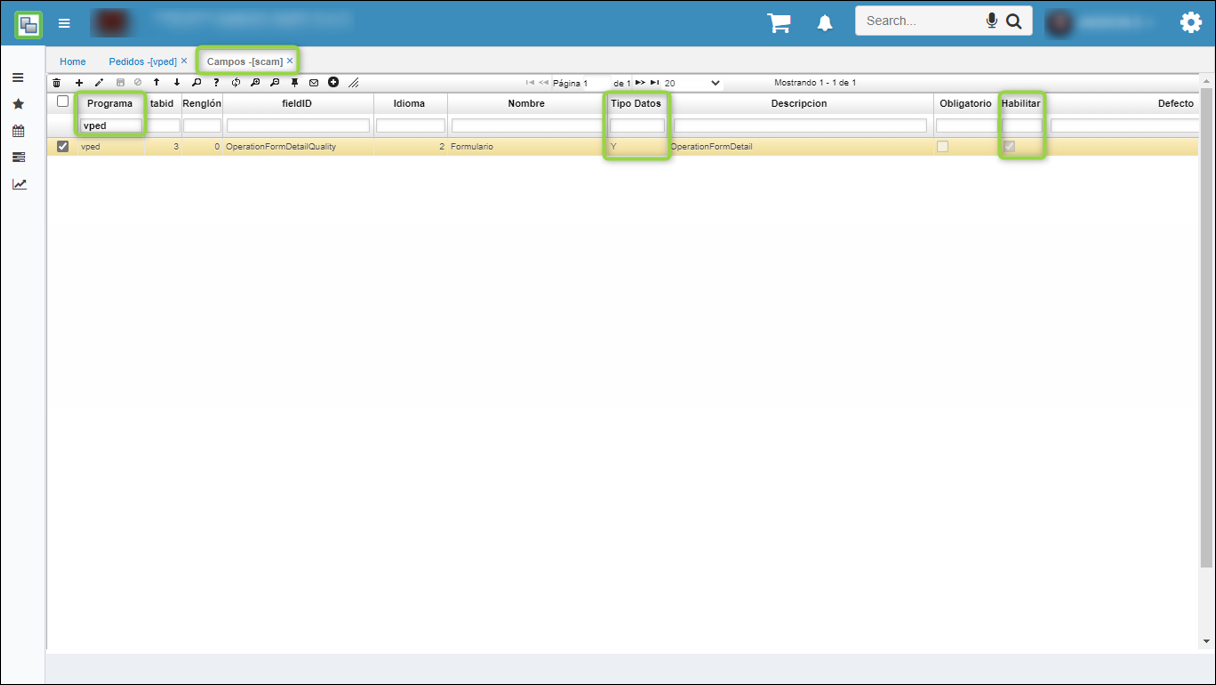 Search...
Home Pedidos -[vped] × Campos -[scam] ×
Página 1 de 1 20 Mostrando 1 - 1 de 1
Programa tabid Renglón fieldID Idioma Nombre Tipo Datos Descripcion Obligatorio Habilitar Defecto
vped
vped 3 0 OperationFormDetailQuality 2 Formulario Y OperationFormDetail